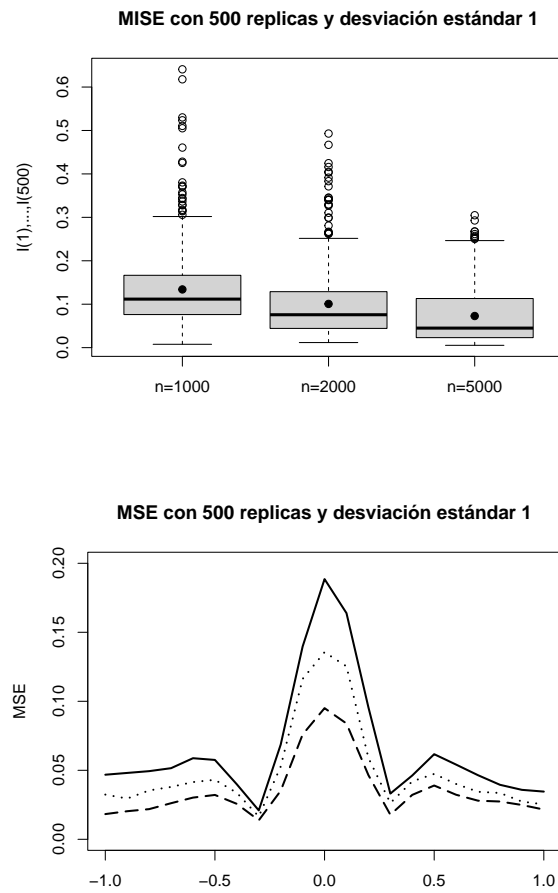 MISE con 500 replicas y desviación estándar 1
I(1),...,I(500)
0.6
0.5
0.4
0.3
0.2
0.1
0.0
n=1000 n=2000 n=5000
MSE con 500 replicas y desviación estándar 1
MSE
0.20
0.15
0.10
0.05
0.00
−1.0 −0.5 0.0 0.5 1.0